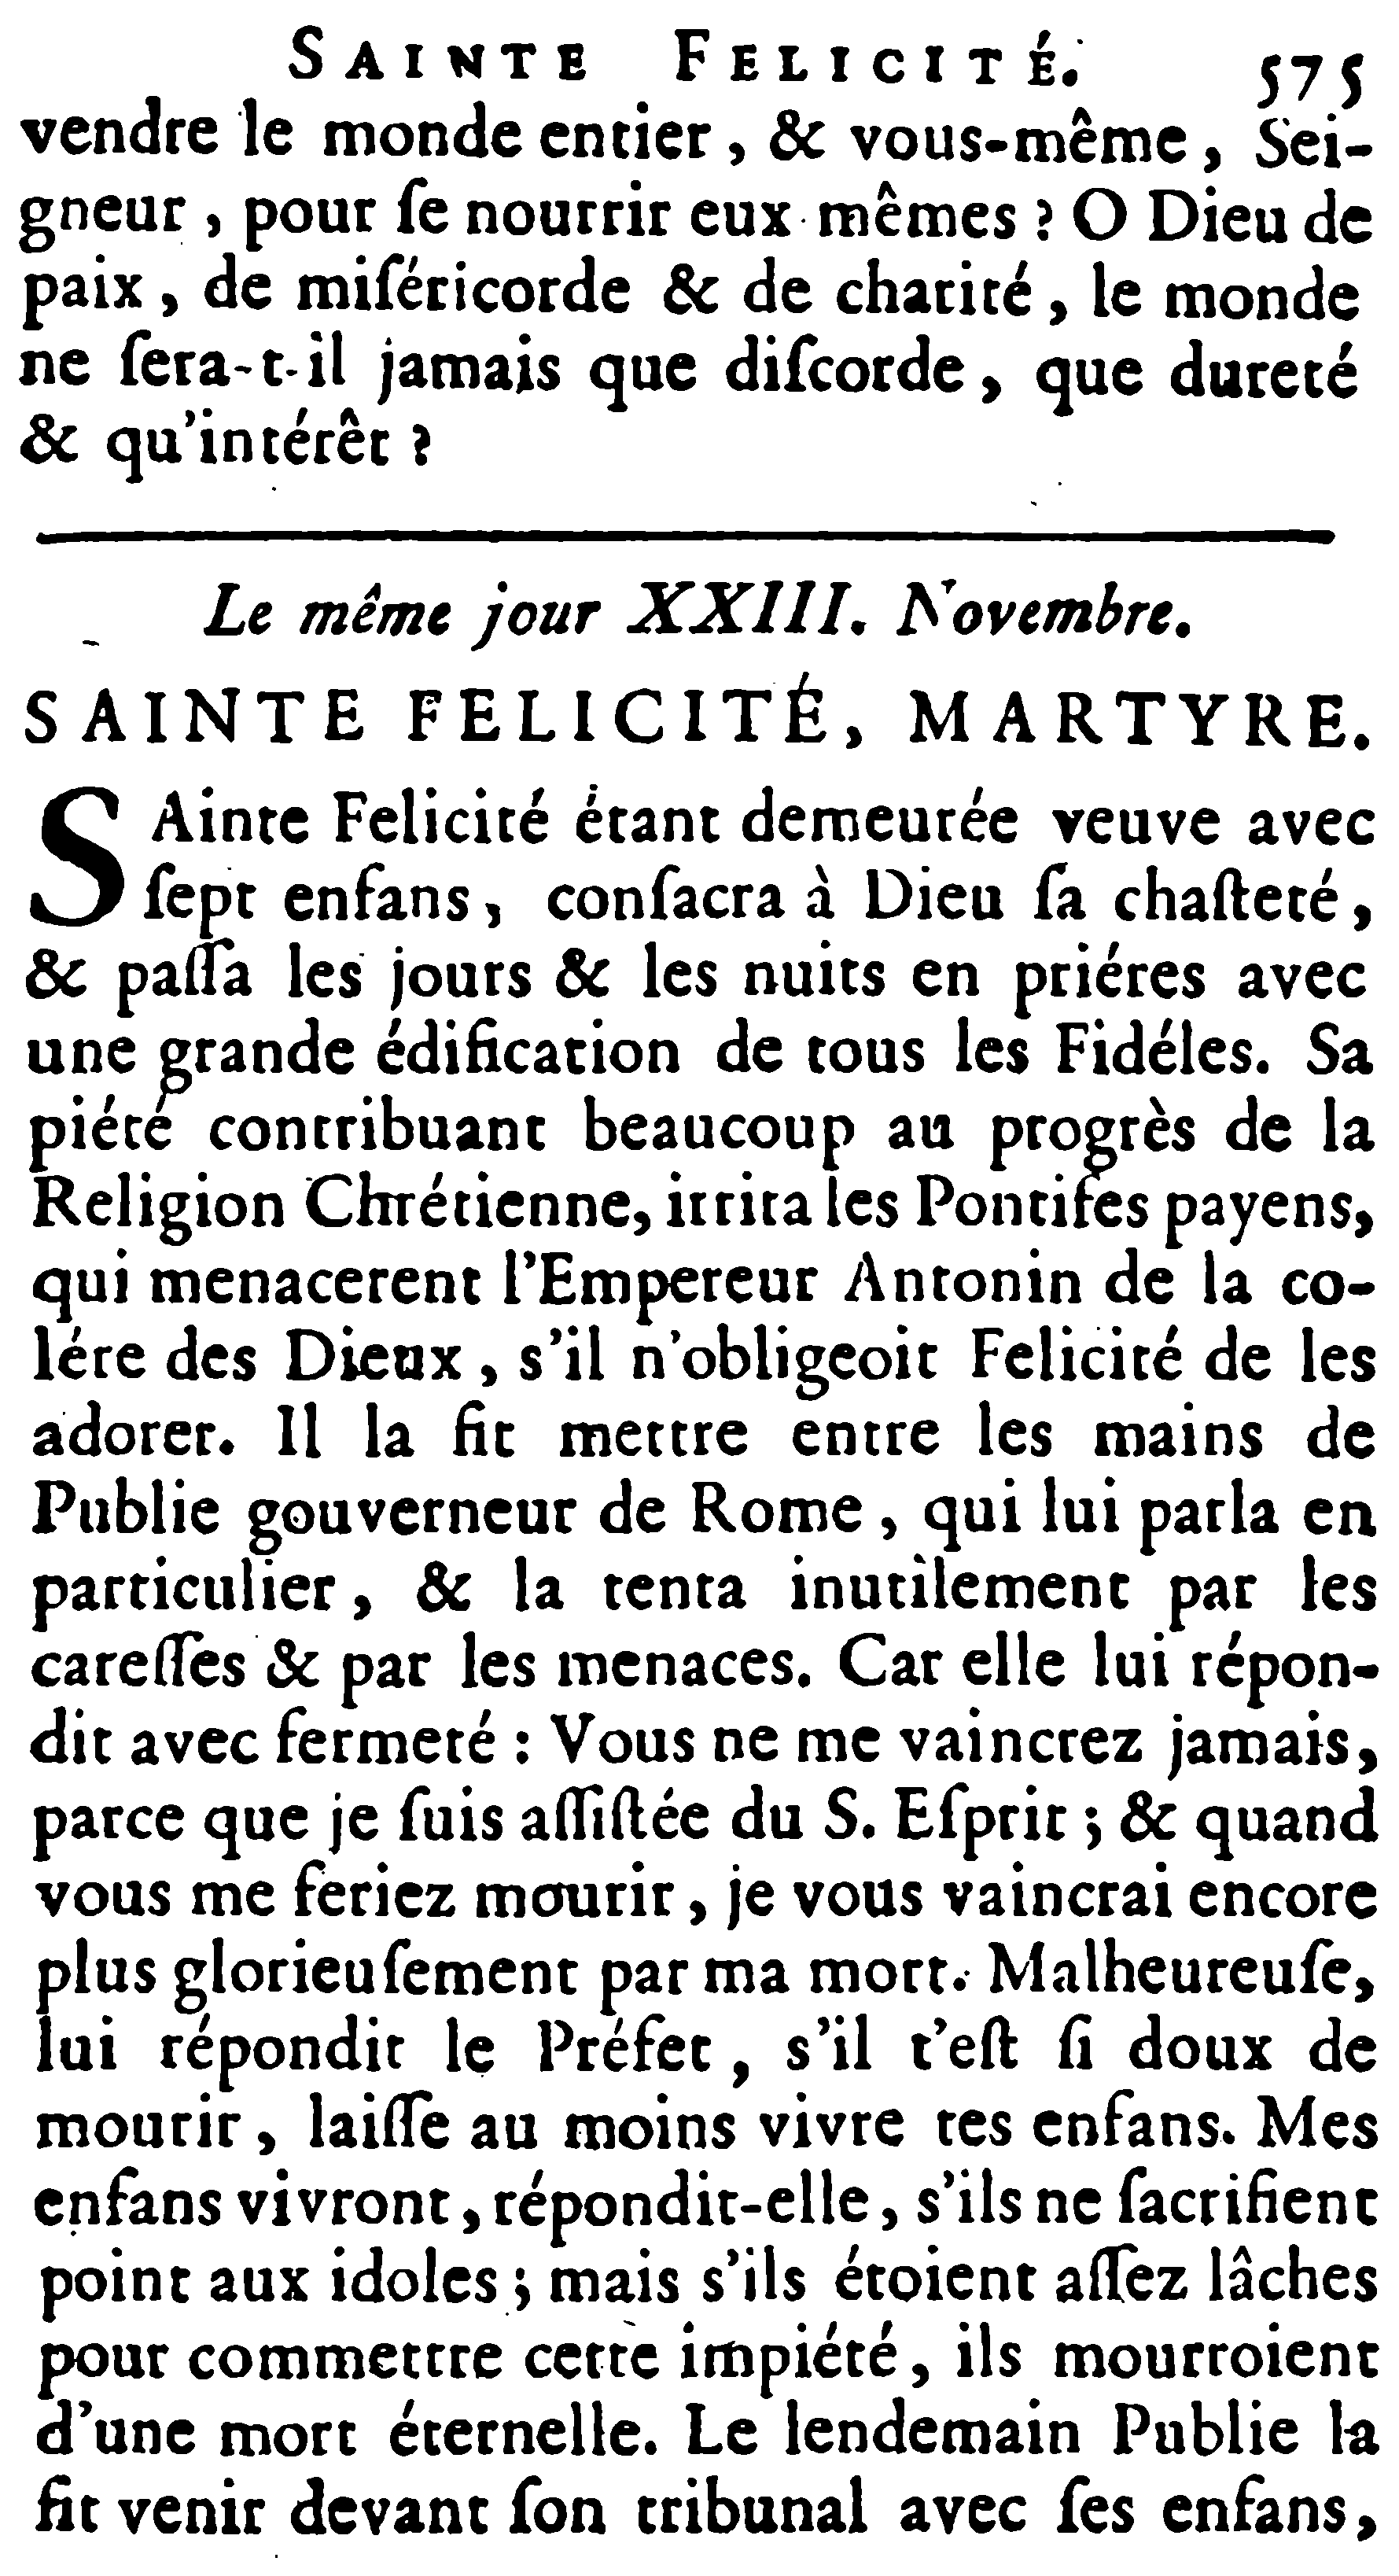 SAINTE FELICITÉ. 575
vendre le monde entier, & vous-même, Sei-
gneur, pour ſe nourrir eux mêmes ? O Dieu de
paix, de miſéricorde & de charité, le monde
ne ſera-t-il jamais que diſcorde, que dureté
& qu'intérêt ?
Le même jour XXIII. Novembre.
SAINTE FELICITÉ, MARTYRE.
SAinte Felicité étant demeurée veuve avec
ſept enfans, conſacra à Dieu ſa chaſteté,
& paſſa les jours & les nuits en priéres avec
une grande édification de tous les Fidéles. Sa
piété contribuant beaucoup au progrès de la
Religion Chrétienne, irrita les Pontifes payens,
qui menacerent l'Empereur Antonin de la co-
lére des Dieux, s'il n'obligeoit Felicité de les
adorer. Il la fit mettre entre les mains de
Publie gouverneur de Rome, qui lui parla en
particulier, & la tenta inutilement par les
careſſes & par les menaces. Car elle lui répon-
dit avec fermeté : Vous ne me vaincrez jamais,
parce que je ſuis aſſiſtée du S. Eſprit ; & quand
vous me feriez mourir, je vous vaincrai encore
plus glorieuſement par ma mort. Malheureuſe,
lui répondit le Préfet, s'il t'eſt ſi doux de
mourir, laiſſe au moins vivre tes enfans. Mes
enfans vivront, répondit-elle, s'ils ne ſacrifient
point aux idoles ; mais s'ils étoient aſſez lâches
pour commettre cette impiété, ils mourroient
d'une mort éternelle. Le lendemain Publie la
fit venir devant ſon tribunal avec ſes enfans,